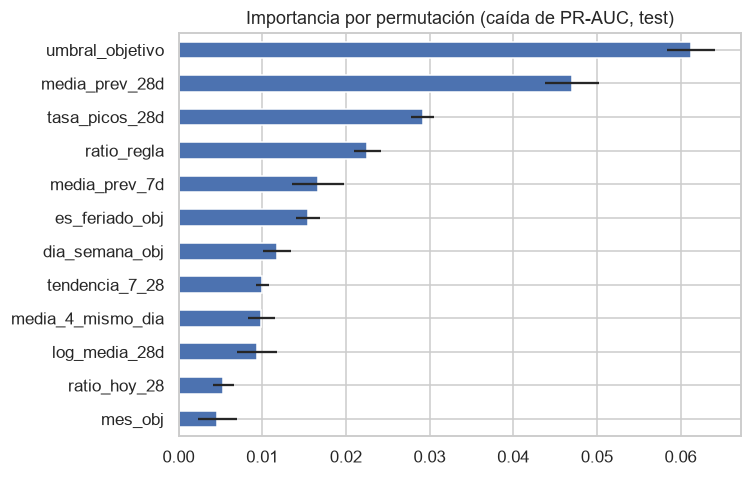 Importancia por permutación (caída de PR-AUC, test)
umbral_objetivo
media_prev_28d
tasa_picos_28d
ratio_regla
media_prev_7d
es_feriado_obj
dia_semana_obj
tendencia_7_28
media_4_mismo_dia
log_media_28d
ratio_hoy_28
mes_obj
0.00 0.01 0.02 0.03 0.04 0.05 0.06